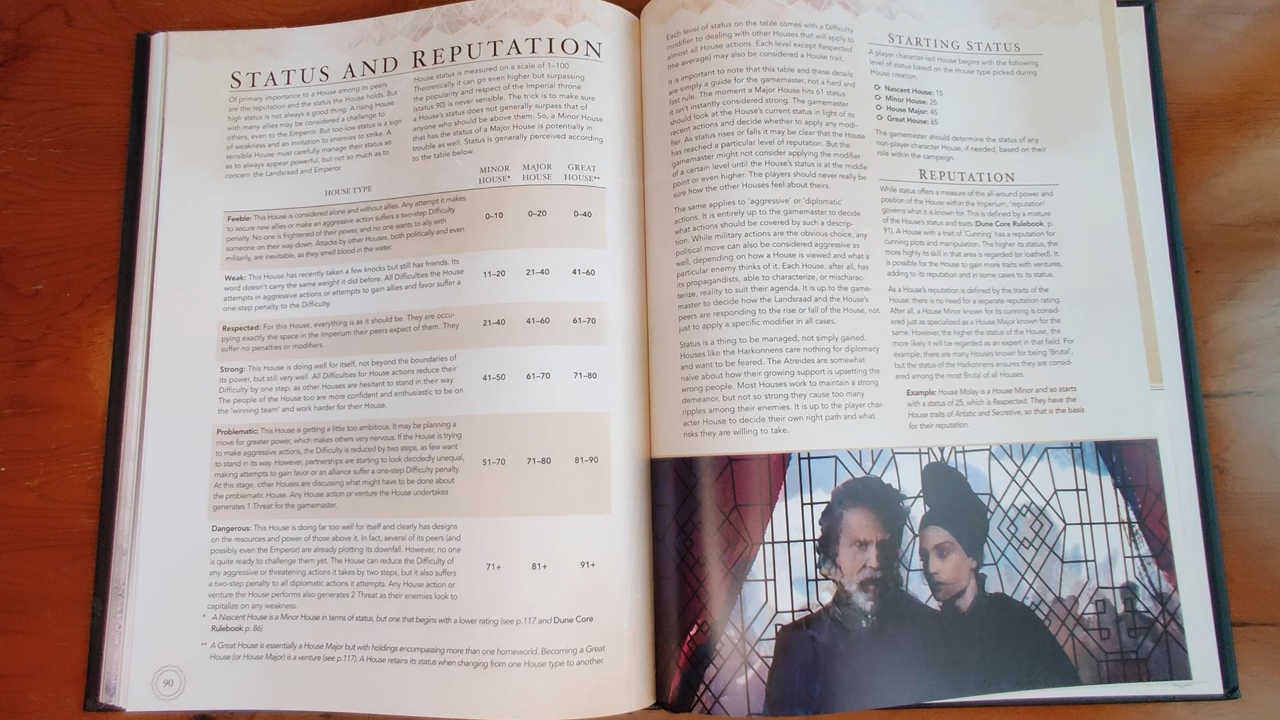 STATUS AND REPUTATION
Of primary importance to a House among its peers
are the reputation and the status the House holds. But
high status is not always a good thing. A rising House
with many allies may be considered a challenge to
others, even to the Emperor. But too-low status is a sign
of weakness and an invitation to enemies to strike. A
sensible House must carefully manage their status so
as to always appear powerful, but not so much as to
concern the Landsraad and Emperor.
House status is measured on a scale of 1–100.
Theoretically it can go even higher but surpassing
the popularity and respect of the Imperial throne
(status 90) is never sensible. The trick is to make sure
a House's status does not generally surpass that of
anyone who should be above them. So, a Minor House
that has the status of a Major House is potentially in
trouble as well. Status is generally perceived according
to the table below.
HOUSE TYPE
MINOR HOUSE*
MAJOR HOUSE
GREAT HOUSE**
Feeble: This House is considered alone and without allies. Any attempt it makes
to secure new allies or make an aggressive action suffers a two-step Difficulty
penalty. No one is frightened of their power, and no one wants to ally with
someone on their way down. Attacks by other Houses, both politically and even
militarily, are inevitable, as they smell blood in the water.
0–10 0–20 0–40
Weak: This House has recently taken a few knocks but still has friends. Its
word doesn't carry the same weight it did before. All Difficulties the House
attempts in aggressive actions or attempts to gain allies and favor suffer a
one-step penalty to the Difficulty.
11–20 21–40 41–60
Respected: For this House, everything is as it should be. They are occu-
pying exactly the space in the Imperium their peers expect of them. They
suffer no penalties or modifiers.
21–40 41–60 61–70
Strong: This House is doing well for itself, not beyond the boundaries of
its power, but still very well. All Difficulties for House actions reduce their
Difficulty by one step, as other Houses are hesitant to stand in their way.
The people of the House too are more confident and enthusiastic to be on
the 'winning team' and work harder for their House.
41–50 61–70 71–80
Problematic: This House is getting a little too ambitious. It may be planning a
move for greater power, which makes others very nervous. If the House is trying
to make aggressive actions, the Difficulty is reduced by two steps, as few want
to stand in its way. However, partnerships are starting to look decidedly unequal,
making attempts to gain favor or an alliance suffer a one-step Difficulty penalty.
At this stage, other Houses are discussing what might have to be done about
the problematic House. Any House action or venture the House undertakes
generates 1 Threat for the gamemaster.
51–70 71–80 81–90
Dangerous: This House is doing far too well for itself and clearly has designs
on the resources and power of those above it. In fact, several of its peers (and
possibly even the Emperor) are already plotting its downfall. However, no one
is quite ready to challenge them yet. The House can reduce the Difficulty of
any aggressive or threatening actions it takes by two steps, but it also suffers
a two-step penalty to all diplomatic actions it attempts. Any House action or
venture the House performs also generates 2 Threat as their enemies look to
capitalize on any weakness.
71+ 81+ 91+
* A Nascent House is a Minor House in terms of status, but one that begins with a lower rating (see p.117 and Dune Core
Rulebook p. 86)
** A Great House is essentially a House Major but with holdings encompassing more than one homeworld. Becoming a Great
House (or House Major) is a venture (see p.117). A House retains its status when changing from one House type to another.
90
Each level of status on the table comes with a Difficulty
modifier to dealing with other Houses that will apply to
almost all House actions. Each level except Respected
(the average) may also be considered a House trait.
It is important to note that this table and these details
are simply a guide for the gamemaster, not a hard and
fast rule. The moment a Major House hits 61 status
it isn't instantly considered strong. The gamemaster
should look at the House's current status in light of its
recent actions and decide whether to apply any modi-
fier. As status rises or falls it may be clear that the House
has reached a particular level of reputation. But the
gamemaster might not consider applying the modifier
of a certain level until the House's status is at the middle
point or even higher. The players should never really be
sure how the other Houses feel about theirs.
The same applies to 'aggressive' or 'diplomatic'
actions. It is entirely up to the gamemaster to decide
what actions should be covered by such a descrip-
tion. While military actions are the obvious choice, any
political move can also be considered aggressive as
well, depending on how a House is viewed and what a
particular enemy thinks of it. Each House, after all, has
its propagandists, able to characterize, or mischarac-
terize, reality to suit their agenda. It is up to the game-
master to decide how the Landsraad and the House's
peers are responding to the rise or fall of the House, not
just to apply a specific modifier in all cases.
Status is a thing to be managed, not simply gained.
Houses like the Harkonnens care nothing for diplomacy
and want to be feared. The Atreides are somewhat
naïve about how their growing support is upsetting the
wrong people. Most Houses work to maintain a strong
demeanor, but not so strong they cause too many
ripples among their enemies. It is up to the player char-
acter House to decide their own right path and what
risks they are willing to take.
STARTING STATUS
A player character-led House begins with the following
level of status based on the House type picked during
House creation.
Nascent House: 15
Minor House: 25
House Major: 45
Great House: 65
The gamemaster should determine the status of any
non-player character House, if needed, based on their
role within the campaign.
REPUTATION
While status offers a measure of the all-around power and
position of the House within the Imperium, 'reputation'
governs what it is known for. This is defined by a mixture
of the House's status and traits (Dune Core Rulebook, p.
91). A House with a trait of 'Cunning' has a reputation for
cunning plots and manipulation. The higher its status, the
more highly its skill in that area is regarded (or loathed). It
is possible for the House to gain more traits with ventures,
adding to its reputation and in some cases to its status.
As a House's reputation is defined by the traits of the
House, there is no need for a separate reputation rating.
After all, a House Minor known for its cunning is consid-
ered just as specialized as a House Major known for the
same. However, the higher the status of the House, the
more likely it will be regarded as an expert in that field. For
example, there are many Houses known for being 'Brutal',
but the status of the Harkonnens ensures they are consid-
ered among the most Brutal of all Houses.
Example: House Molay is a House Minor and so starts
with a status of 25, which is Respected. They have the
House traits of Artistic and Secretive, so that is the basis
for their reputation.